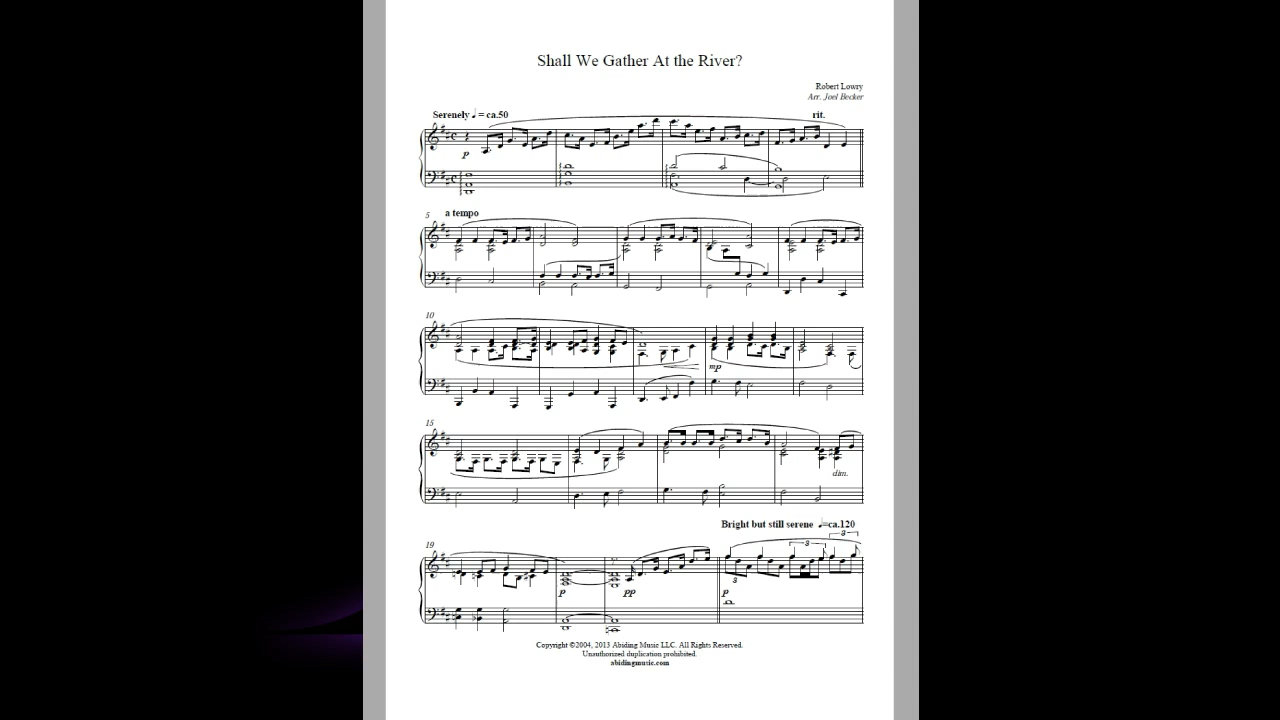 Shall We Gather At the River?
Robert Lowry
Arr. Joel Becker
Serenely ♩ = ca.50
rit.
p
5
a tempo
10
mp
15
dim.
Bright but still serene ♩=ca.120
19
3
3
3
p
pp
p
Copyright ©2004, 2013 Abiding Music LLC. All Rights Reserved.
Unauthorized duplication prohibited.
abidingmusic.com